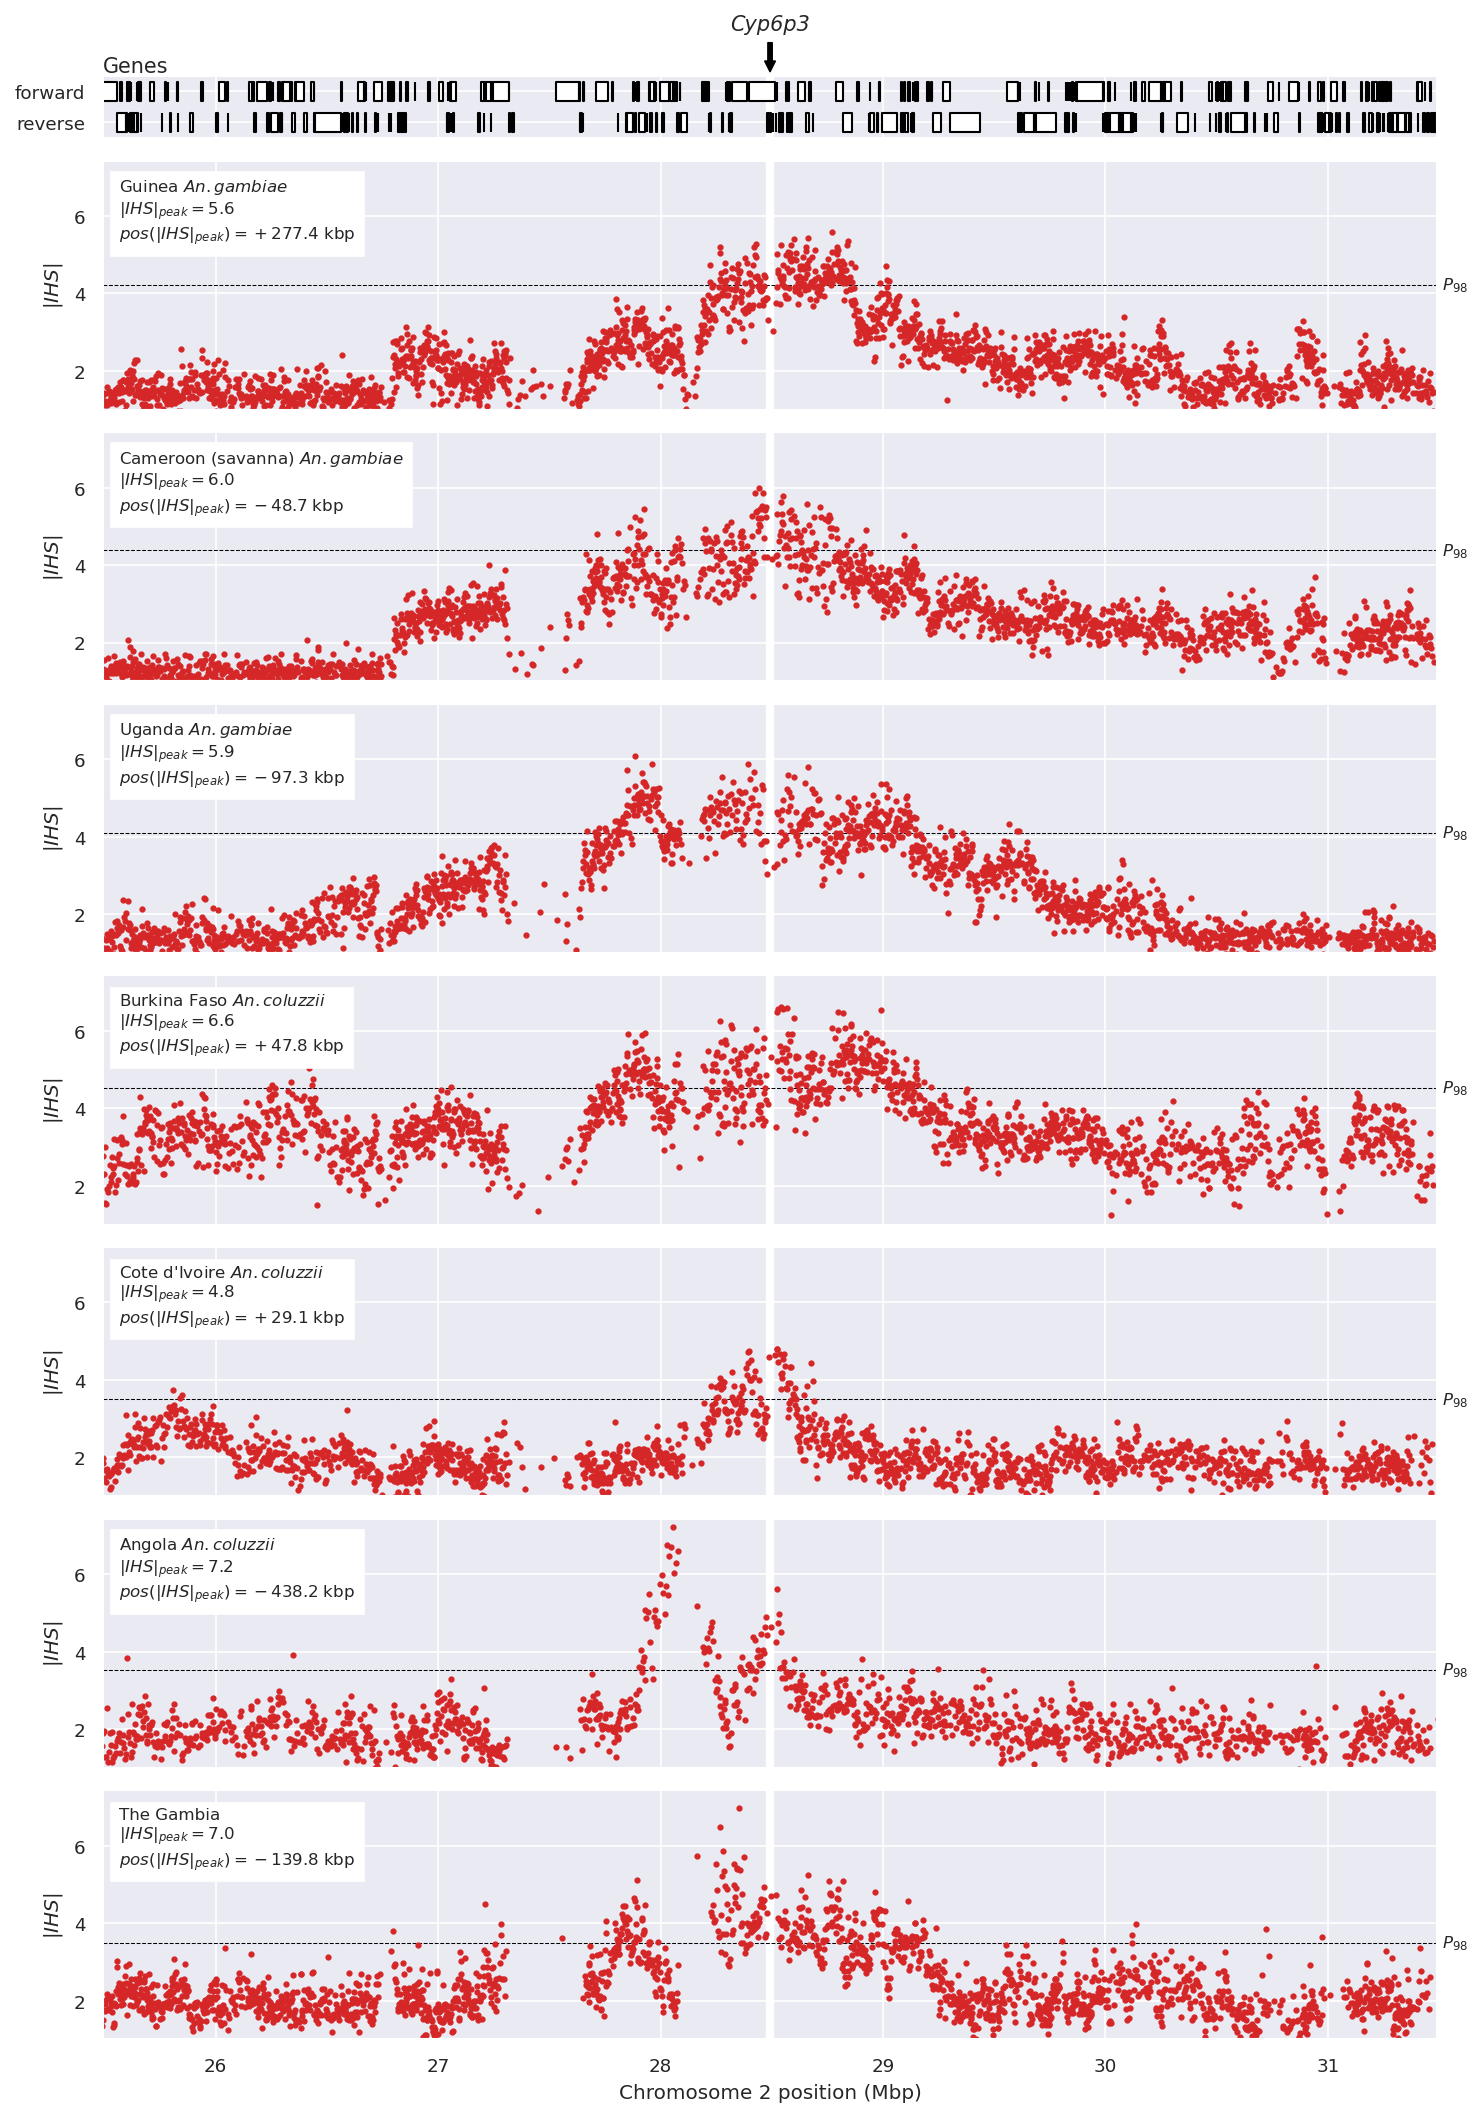 Cyp6p3
Genes
forward
reverse
Guinea An. gambiae
|IHS|peak = 5.6
pos(|IHS|peak) = +277.4 kbp
6
4
2
|IHS|
P98
Cameroon (savanna) An. gambiae
|IHS|peak = 6.0
pos(|IHS|peak) = −48.7 kbp
6
4
2
|IHS|
P98
Uganda An. gambiae
|IHS|peak = 5.9
pos(|IHS|peak) = −97.3 kbp
6
4
2
|IHS|
P98
Burkina Faso An. coluzzii
|IHS|peak = 6.6
pos(|IHS|peak) = +47.8 kbp
6
4
2
|IHS|
P98
Cote d'Ivoire An. coluzzii
|IHS|peak = 4.8
pos(|IHS|peak) = +29.1 kbp
6
4
2
|IHS|
P98
Angola An. coluzzii
|IHS|peak = 7.2
pos(|IHS|peak) = −438.2 kbp
6
4
2
|IHS|
P98
The Gambia
|IHS|peak = 7.0
pos(|IHS|peak) = −139.8 kbp
6
4
2
|IHS|
P98
26 27 28 29 30 31
Chromosome 2 position (Mbp)